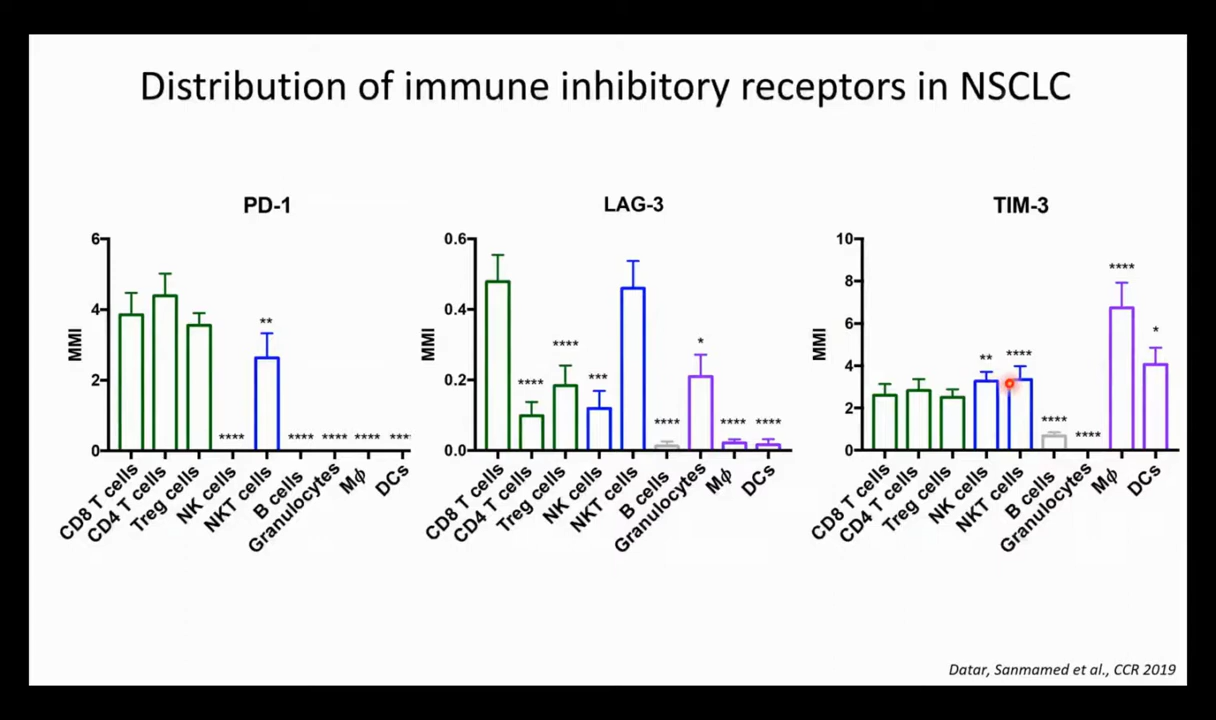 Distribution of immune inhibitory receptors in NSCLC
PD-1
MMI
6
4
2
0
**
****
****
****
****
***
CD8 T cells
CD4 T cells
Treg cells
NK cells
NKT cells
B cells
Granulocytes
Mϕ
DCs
LAG-3
MMI
0.6
0.4
0.2
0.0
****
****
***
****
*
****
****
CD8 T cells
CD4 T cells
Treg cells
NK cells
NKT cells
B cells
Granulocytes
Mϕ
DCs
TIM-3
MMI
10
8
6
4
2
0
**
****
****
****
****
*
CD8 T cells
CD4 T cells
Treg cells
NK cells
NKT cells
B cells
Granulocytes
Mϕ
DCs
Datar, Sanmamed et al., CCR 2019